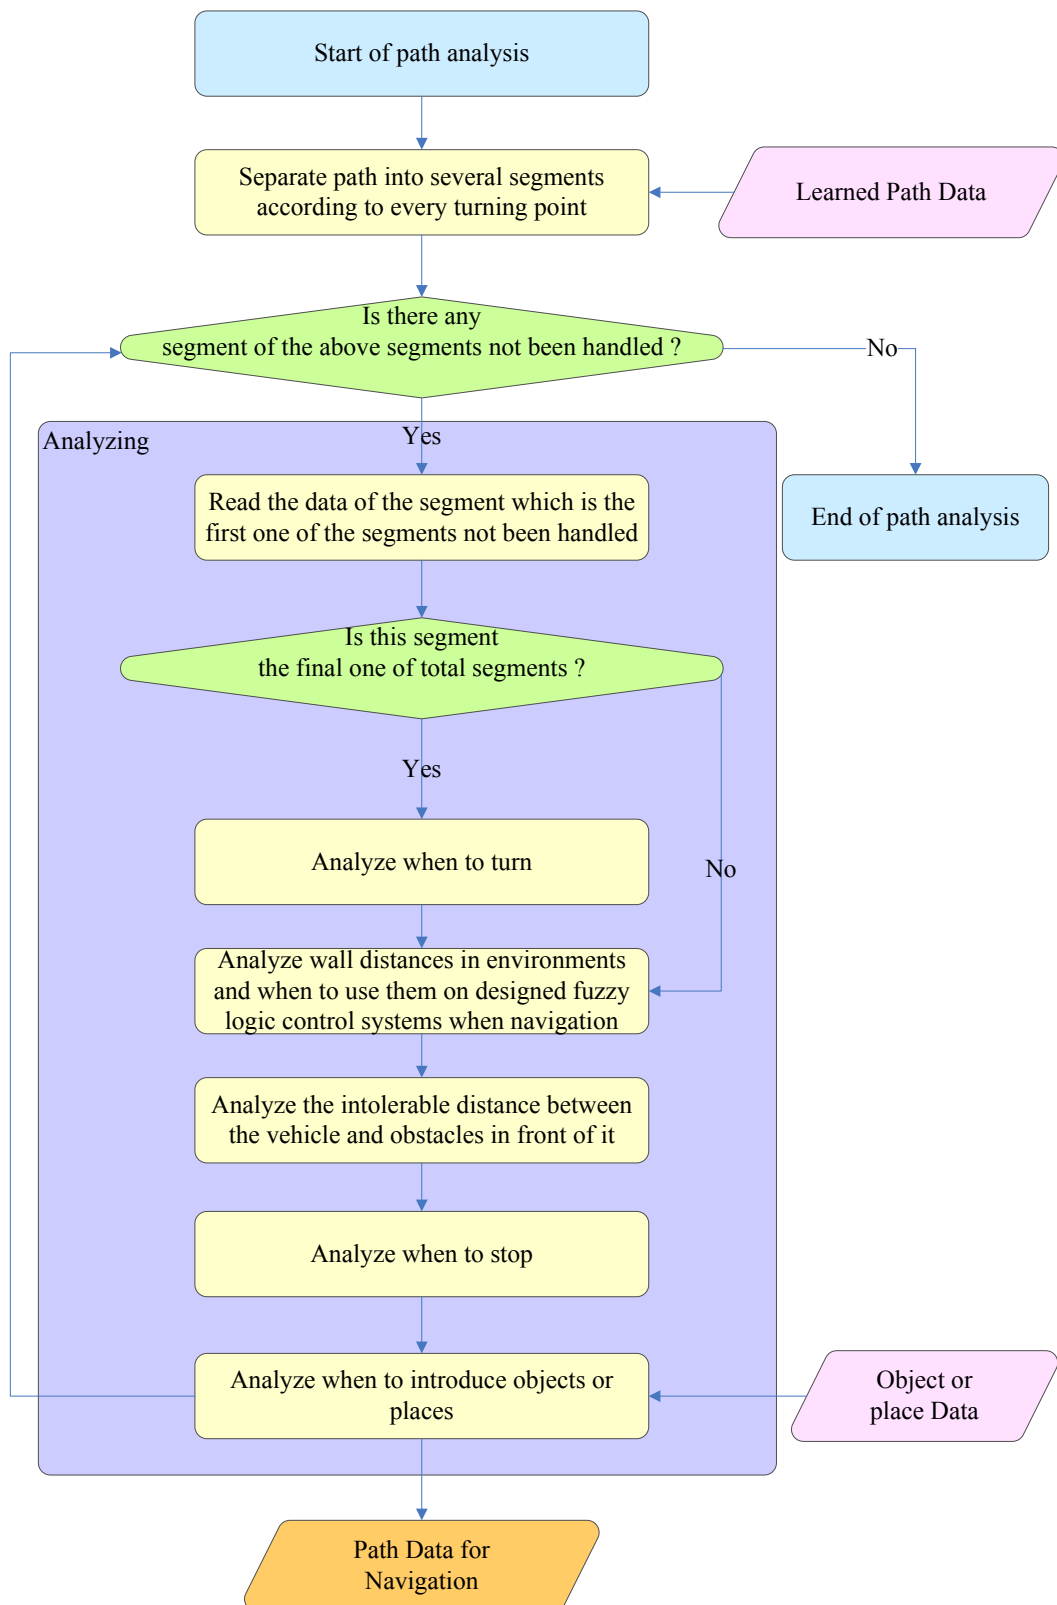 Start of path analysis
Separate path into several segments
according to every turning point
Learned Path Data
Is there any
segment of the above segments not been handled ?
No
Analyzing
Yes
Read the data of the segment which is the
first one of the segments not been handled
End of path analysis
Is this segment
the final one of total segments ?
Yes
Analyze when to turn
No
Analyze wall distances in environments
and when to use them on designed fuzzy
logic control systems when navigation
Analyze the intolerable distance between
the vehicle and obstacles in front of it
Analyze when to stop
Analyze when to introduce objects or
places
Object or
place Data
Path Data for
Navigation